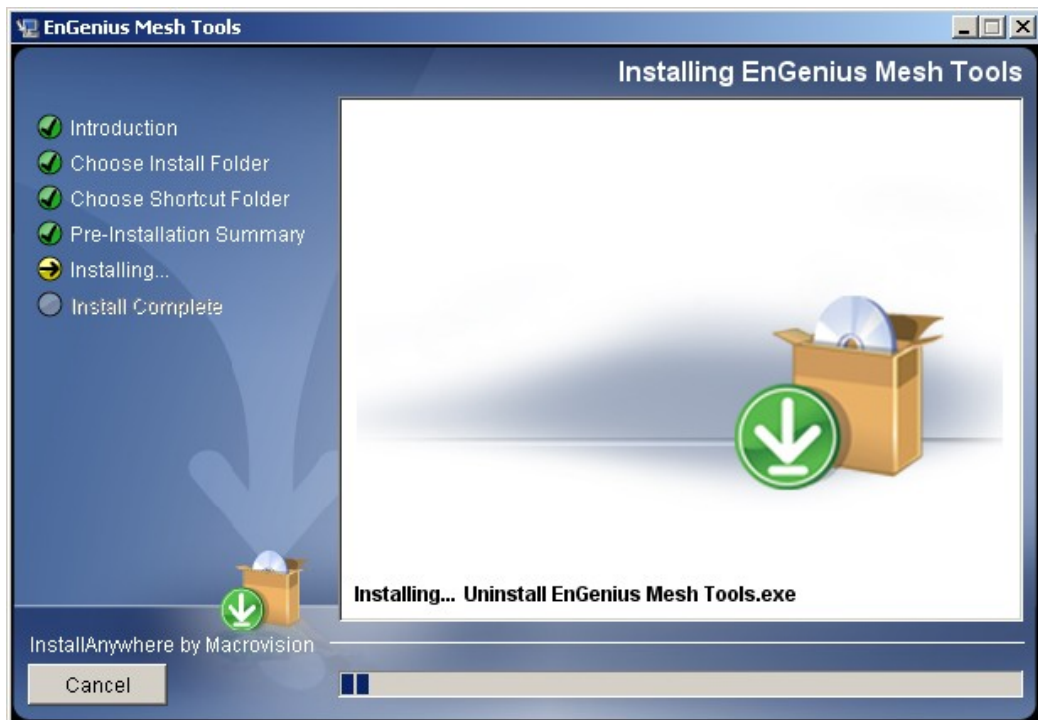 EnGenius Mesh Tools
Installing EnGenius Mesh Tools
Introduction
Choose Install Folder
Choose Shortcut Folder
Pre-Installation Summary
Installing...
Install Complete
Installing... Uninstall EnGenius Mesh Tools.exe
InstallAnywhere by Macrovision
Cancel